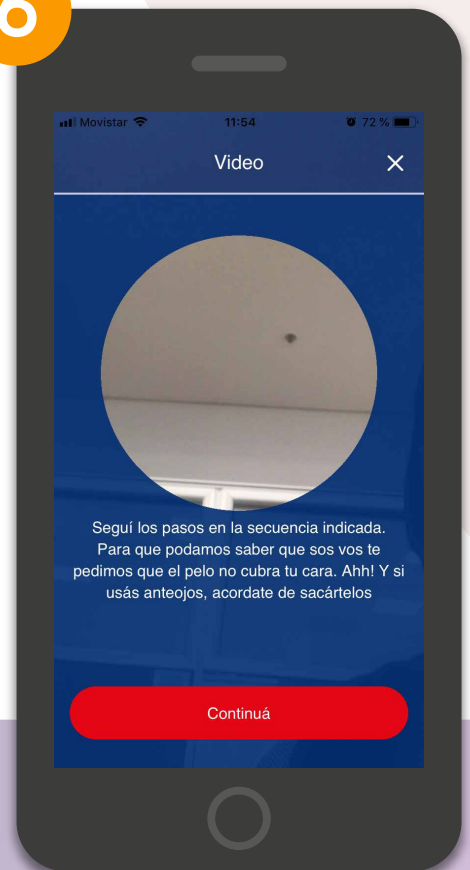 6
Movistar 11:54 72 %
Video
Seguí los pasos en la secuencia indicada.
Para que podamos saber que sos vos te
pedimos que el pelo no cubra tu cara. Ahh! Y si
usás anteojos, acordate de sacártelos
Continuá